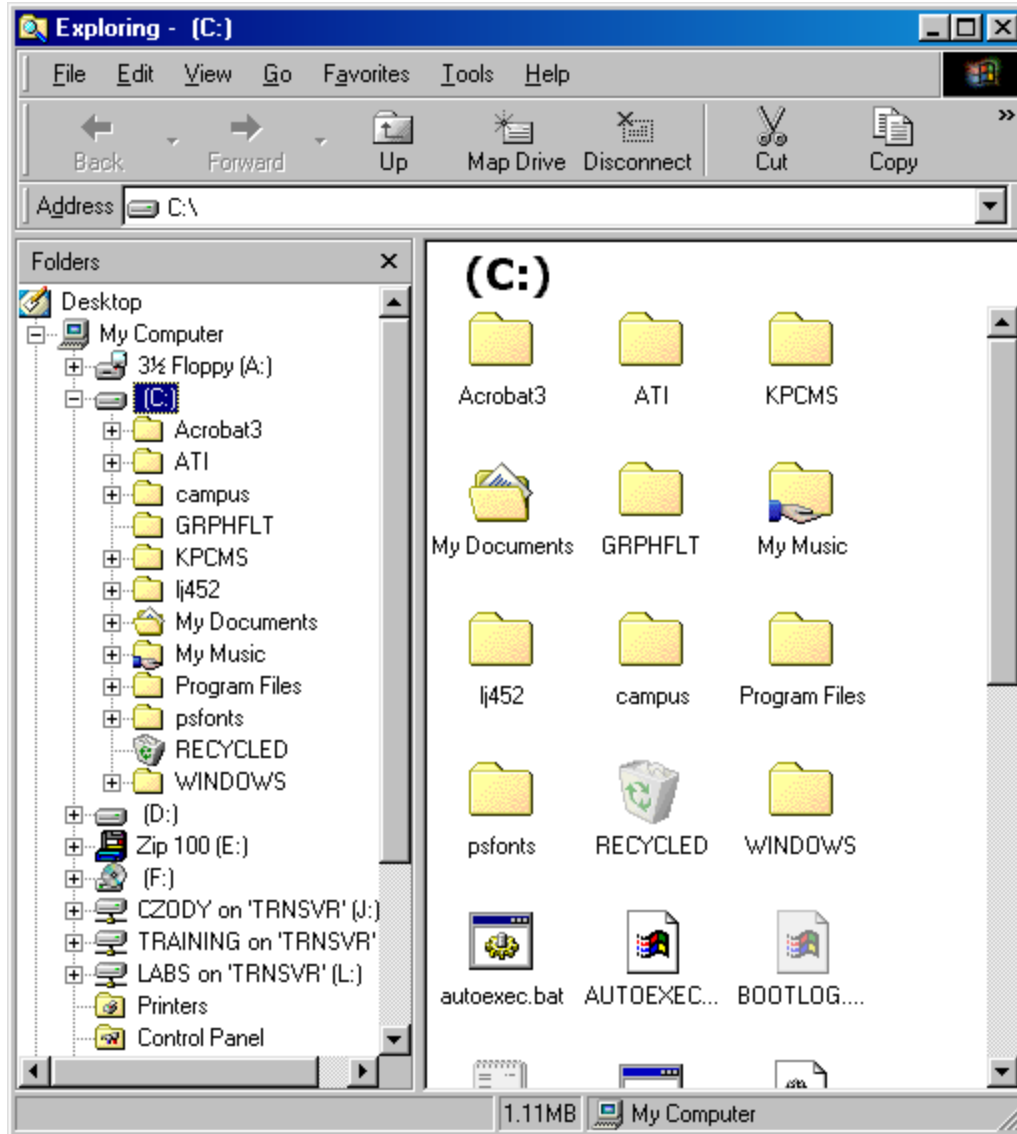 Exploring - (C:)
File Edit View Go Favorites Tools Help
Back Forward Up Map Drive Disconnect Cut Copy »
Address C:\
Folders
Desktop
My Computer
3½ Floppy (A:)
(C:)
Acrobat3
ATI
campus
GRPHFLT
KPCMS
lj452
My Documents
My Music
Program Files
psfonts
RECYCLED
WINDOWS
(D:)
Zip 100 (E:)
(F:)
CZODY on 'TRNSVR' (J:)
TRAINING on 'TRNSVR'
LABS on 'TRNSVR' (L:)
Printers
Control Panel
(C:)
Acrobat3 ATI KPCMS
My Documents GRPHFLT My Music
lj452 campus Program Files
psfonts RECYCLED WINDOWS
autoexec.bat AUTOEXEC... BOOTLOG....
1.11MB My Computer